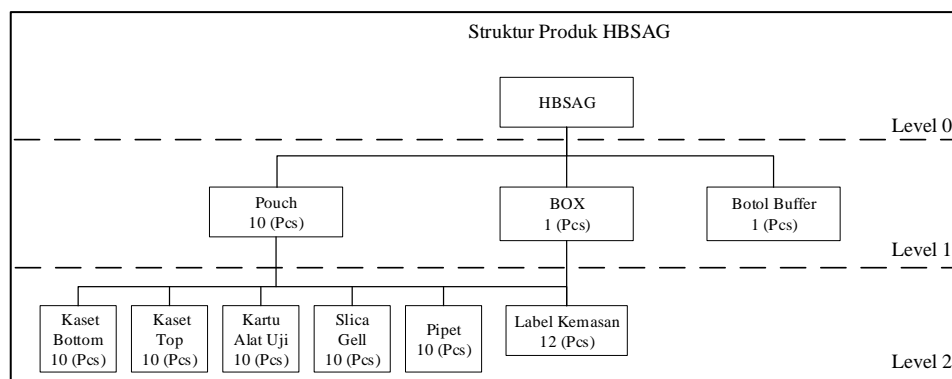 Struktur Produk HBSAG
HBSAG
Level 0
Pouch
10 (Pcs)
BOX
1 (Pcs)
Botol Buffer
1 (Pcs)
Level 1
Kaset
Bottom
10 (Pcs)
Kaset
Top
10 (Pcs)
Kartu
Alat Uji
10 (Pcs)
Slica
Gell
10 (Pcs)
Pipet
10 (Pcs)
Label Kemasan
12 (Pcs)
Level 2